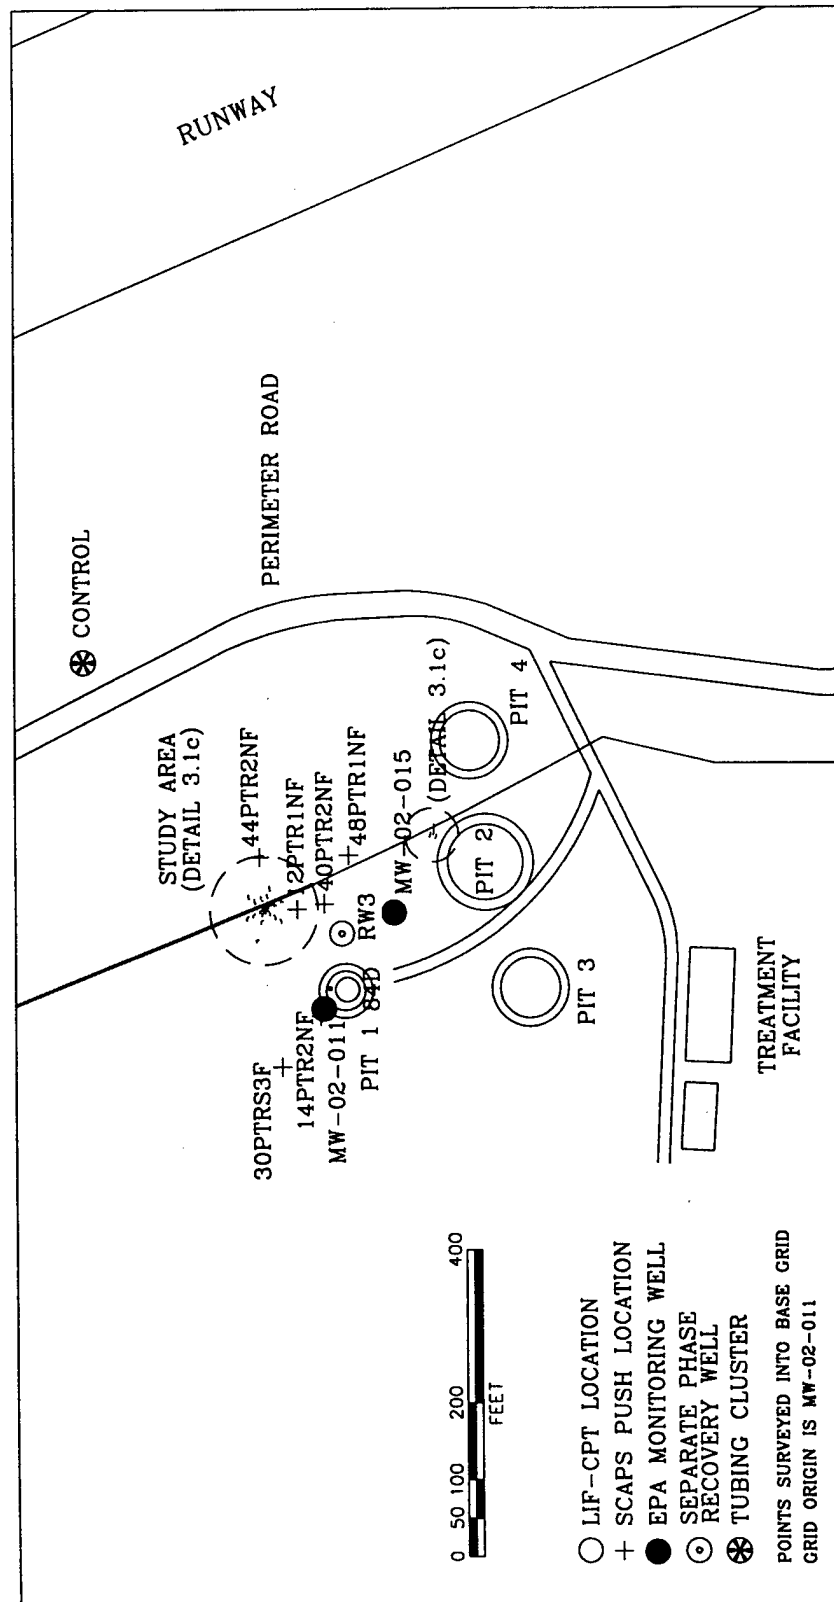 RUNWAY
CONTROL
PERIMETER ROAD
STUDY AREA
(DETAIL 3.1c)
44PTR2NF
12PTR1NF
40PTR2NF
48PTR1NF
RW3
MW-02-015
(DETAIL 3.1c)
30PTRS3F
14PTR2NF
MW-02-011
PIT 1 84D
PIT 2
PIT 3
PIT 4
TREATMENT
FACILITY
0 50 100 200 400
FEET
LIF-CPT LOCATION
SCAPS PUSH LOCATION
EPA MONITORING WELL
SEPARATE PHASE
RECOVERY WELL
TUBING CLUSTER
POINTS SURVEYED INTO BASE GRID
GRID ORIGIN IS MW-02-011